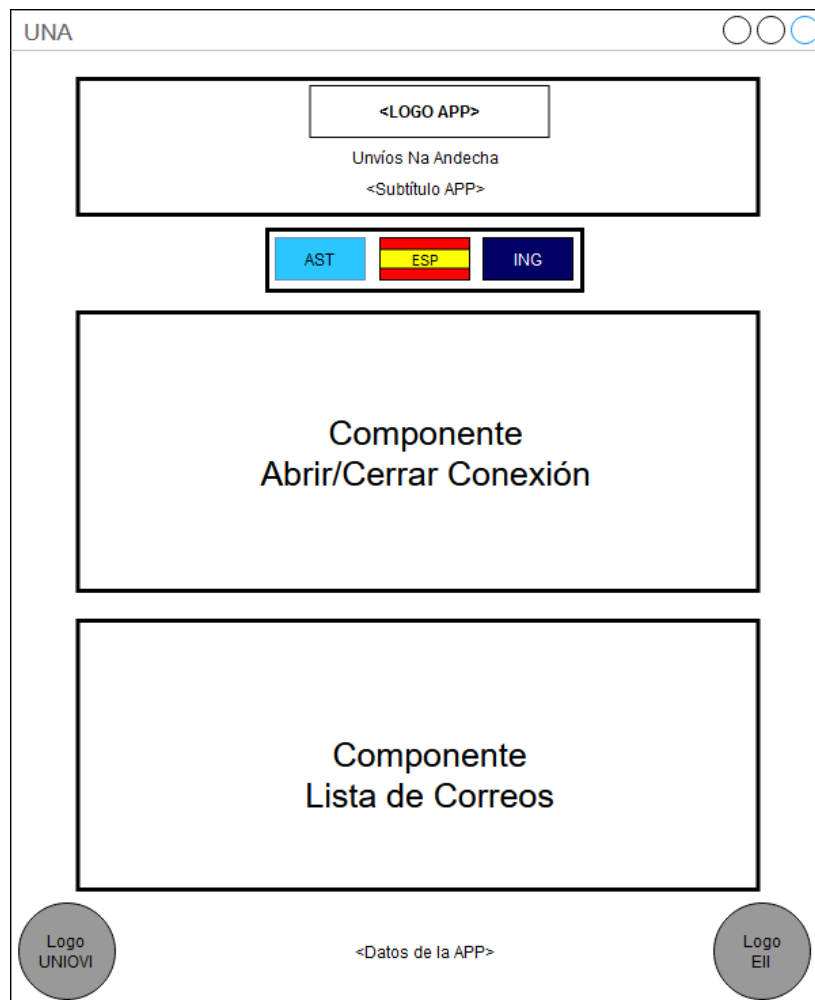 UNA
<LOGO APP>
Unvíos Na Andecha
<Subtítulo APP>
AST
ESP
ING
Componente
Abrir/Cerrar Conexión
Componente
Lista de Correos
Logo
UNIOVI
<Datos de la APP>
Logo
EII